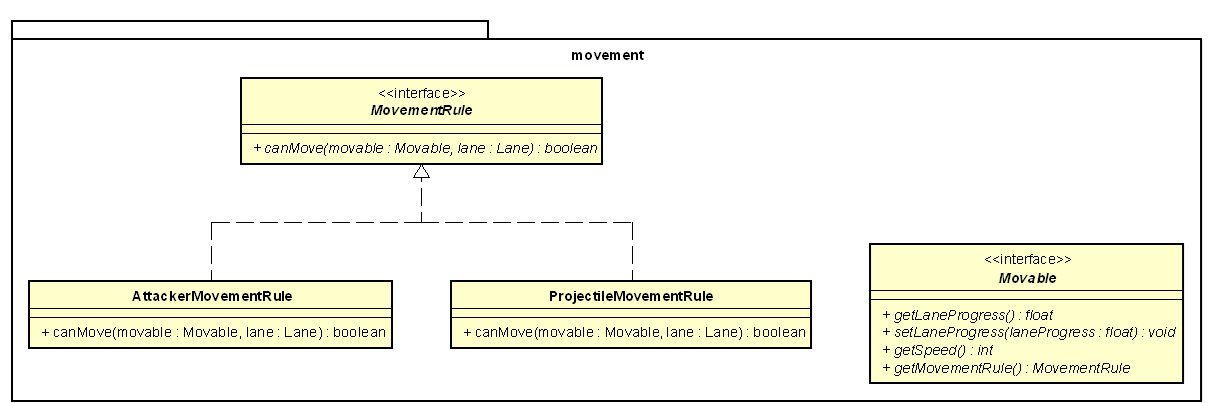 movement
<<interface>>
MovementRule
+ canMove(movable : Movable, lane : Lane) : boolean
AttackerMovementRule
+ canMove(movable : Movable, lane : Lane) : boolean
ProjectileMovementRule
+ canMove(movable : Movable, lane : Lane) : boolean
<<interface>>
Movable
+ getLaneProgress() : float
+ setLaneProgress(laneProgress : float) : void
+ getSpeed() : int
+ getMovementRule() : MovementRule